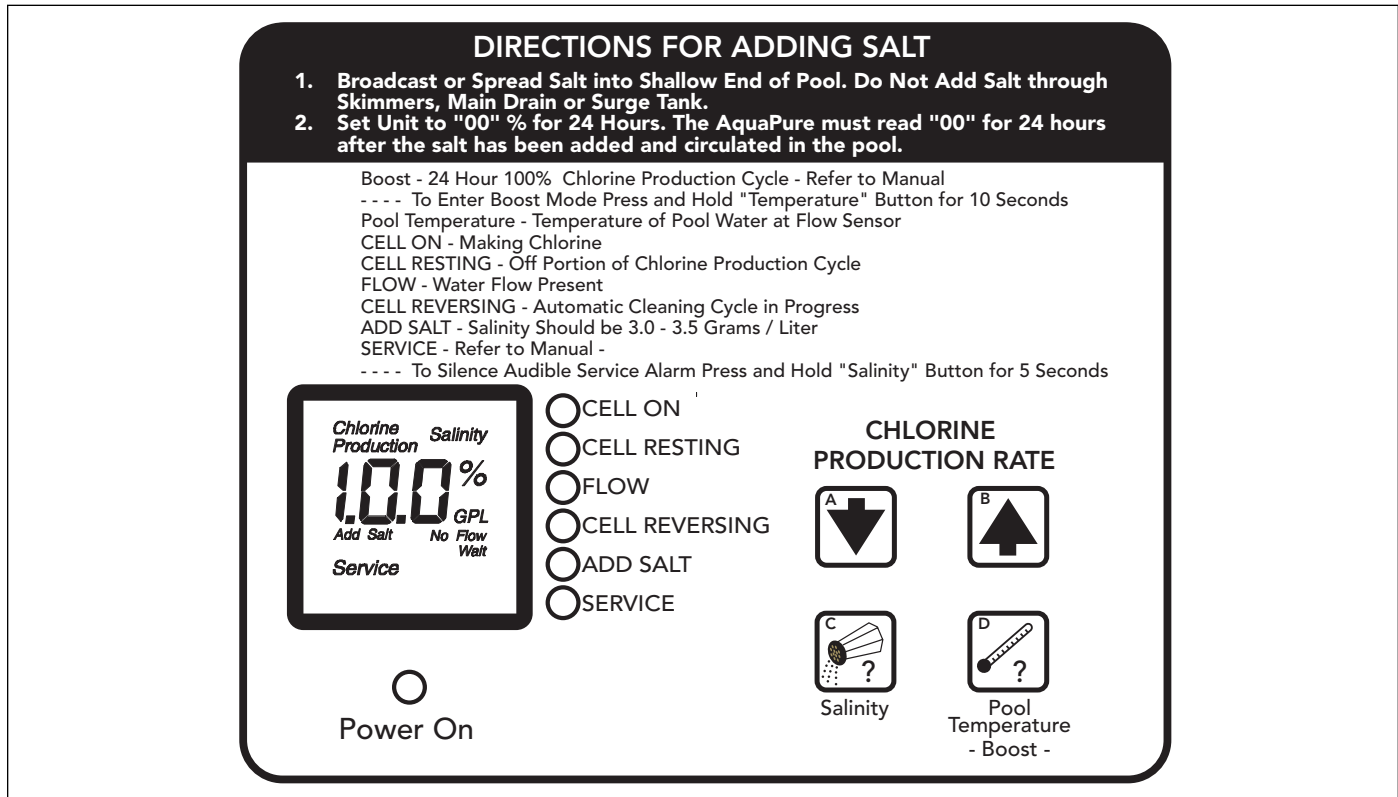 DIRECTIONS FOR ADDING SALT
1. Broadcast or Spread Salt into Shallow End of Pool. Do Not Add Salt through
Skimmers, Main Drain or Surge Tank.
2. Set Unit to "00" % for 24 Hours. The AquaPure must read "00" for 24 hours
after the salt has been added and circulated in the pool.
Boost - 24 Hour 100% Chlorine Production Cycle - Refer to Manual
- - - - To Enter Boost Mode Press and Hold "Temperature" Button for 10 Seconds
Pool Temperature - Temperature of Pool Water at Flow Sensor
CELL ON - Making Chlorine
CELL RESTING - Off Portion of Chlorine Production Cycle
FLOW - Water Flow Present
CELL REVERSING - Automatic Cleaning Cycle in Progress
ADD SALT - Salinity Should be 3.0 - 3.5 Grams / Liter
SERVICE - Refer to Manual -
- - - - To Silence Audible Service Alarm Press and Hold "Salinity" Button for 5 Seconds
Chlorine
Production Salinity
1.0.0 %
GPL
Add Salt No Flow
Wait
Service
CELL ON
CELL RESTING
FLOW
CELL REVERSING
ADD SALT
SERVICE
Power On
CHLORINE
PRODUCTION RATE
A
B
C
?
Salinity
D
?
Pool
Temperature
- Boost -